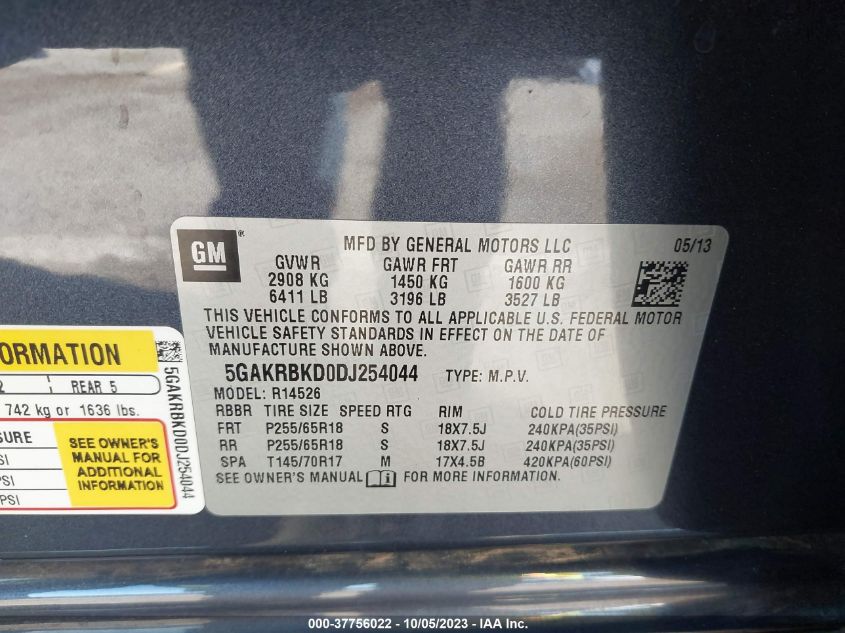 GM ®
MFD BY GENERAL MOTORS LLC 05/13
GVWR GAWR FRT GAWR RR
2908 KG 1450 KG 1600 KG
6411 LB 3196 LB 3527 LB
THIS VEHICLE CONFORMS TO ALL APPLICABLE U.S. FEDERAL MOTOR
VEHICLE SAFETY STANDARDS IN EFFECT ON THE DATE OF
MANUFACTURE SHOWN ABOVE.
5GAKRBKD0DJ254044 TYPE: M.P.V.
MODEL: R14526
RBBR TIRE SIZE SPEED RTG RIM COLD TIRE PRESSURE
FRT P255/65R18 S 18X7.5J 240KPA(35PSI)
RR P255/65R18 S 18X7.5J 240KPA(35PSI)
SPA T145/70R17 M 17X4.5B 420KPA(60PSI)
SEE OWNER'S MANUAL FOR MORE INFORMATION
ORMATION
2 REAR 5
742 kg or 1636 lbs.
SURE
SI
PSI
PSI
SEE OWNER'S
MANUAL FOR
ADDITIONAL
INFORMATION
5GAKRBKD0DJ254044
000-37756022 - 10/05/2023 - IAA Inc.